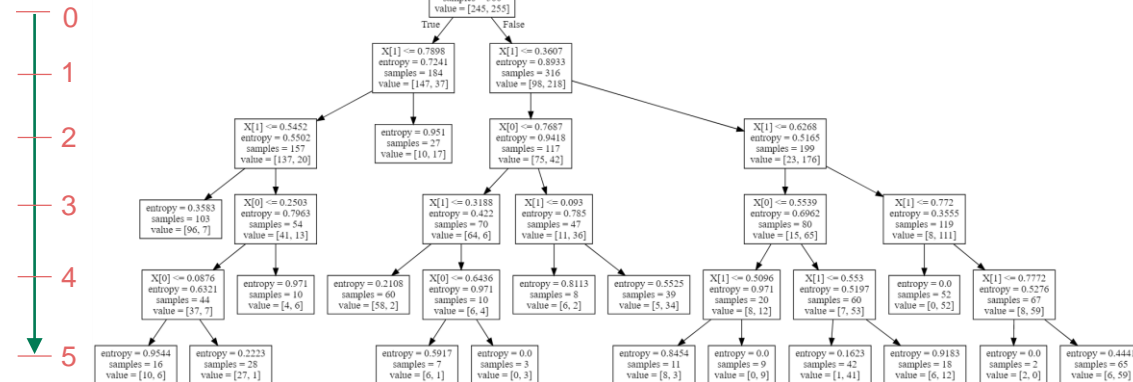 0
value = [245, 255]
True
False
1
X[1] <= 0.7898
entropy = 0.7241
samples = 184
value = [147, 37]
X[1] <= 0.3607
entropy = 0.8933
samples = 316
value = [98, 218]
2
X[1] <= 0.5452
entropy = 0.5502
samples = 157
value = [137, 20]
entropy = 0.951
samples = 27
value = [10, 17]
X[0] <= 0.7687
entropy = 0.9418
samples = 117
value = [75, 42]
X[1] <= 0.6268
entropy = 0.5165
samples = 199
value = [23, 176]
3
entropy = 0.3583
samples = 103
value = [96, 7]
X[0] <= 0.2503
entropy = 0.7963
samples = 54
value = [41, 13]
X[1] <= 0.3188
entropy = 0.422
samples = 70
value = [64, 6]
X[1] <= 0.093
entropy = 0.785
samples = 47
value = [11, 36]
X[0] <= 0.5539
entropy = 0.6962
samples = 80
value = [15, 65]
X[1] <= 0.772
entropy = 0.3555
samples = 119
value = [8, 111]
4
X[0] <= 0.0876
entropy = 0.6321
samples = 44
value = [37, 7]
entropy = 0.971
samples = 10
value = [4, 6]
entropy = 0.2108
samples = 60
value = [58, 2]
X[0] <= 0.6436
entropy = 0.971
samples = 10
value = [6, 4]
entropy = 0.8113
samples = 8
value = [6, 2]
entropy = 0.5525
samples = 39
value = [5, 34]
X[1] <= 0.5096
entropy = 0.971
samples = 20
value = [8, 12]
X[1] <= 0.553
entropy = 0.5197
samples = 60
value = [7, 53]
entropy = 0.0
samples = 52
value = [0, 52]
X[1] <= 0.7772
entropy = 0.5276
samples = 67
value = [8, 59]
5
entropy = 0.9544
samples = 16
value = [10, 6]
entropy = 0.2223
samples = 28
value = [27, 1]
entropy = 0.5917
samples = 7
value = [6, 1]
entropy = 0.0
samples = 3
value = [0, 3]
entropy = 0.8454
samples = 11
value = [8, 3]
entropy = 0.0
samples = 9
value = [0, 9]
entropy = 0.1623
samples = 42
value = [1, 41]
entropy = 0.9183
samples = 18
value = [6, 12]
entropy = 0.0
samples = 2
value = [2, 0]
entropy = 0.4441
samples = 65
value = [6, 59]